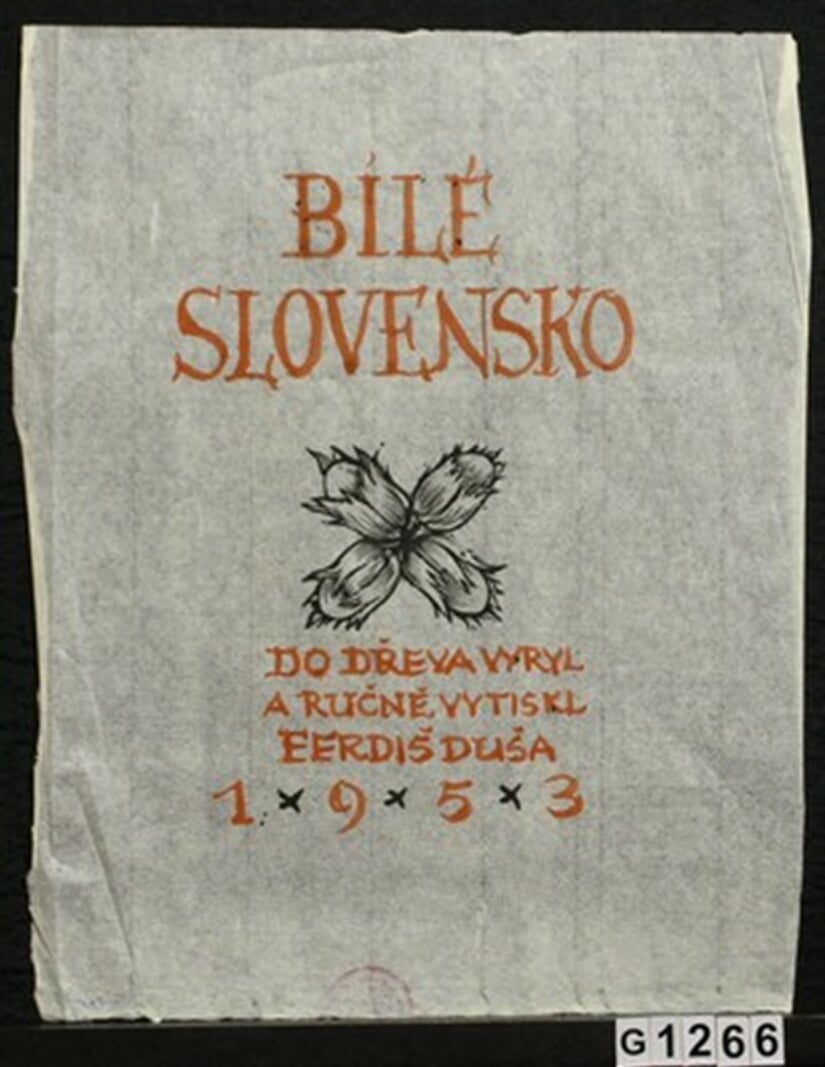 BÍLÉ
SLOVENSKO
DO DŘEVA VYRYL
A RUČNĚ VYTISKL
FERDIŠ DUŠA
1 × 9 × 5 × 3
G1266